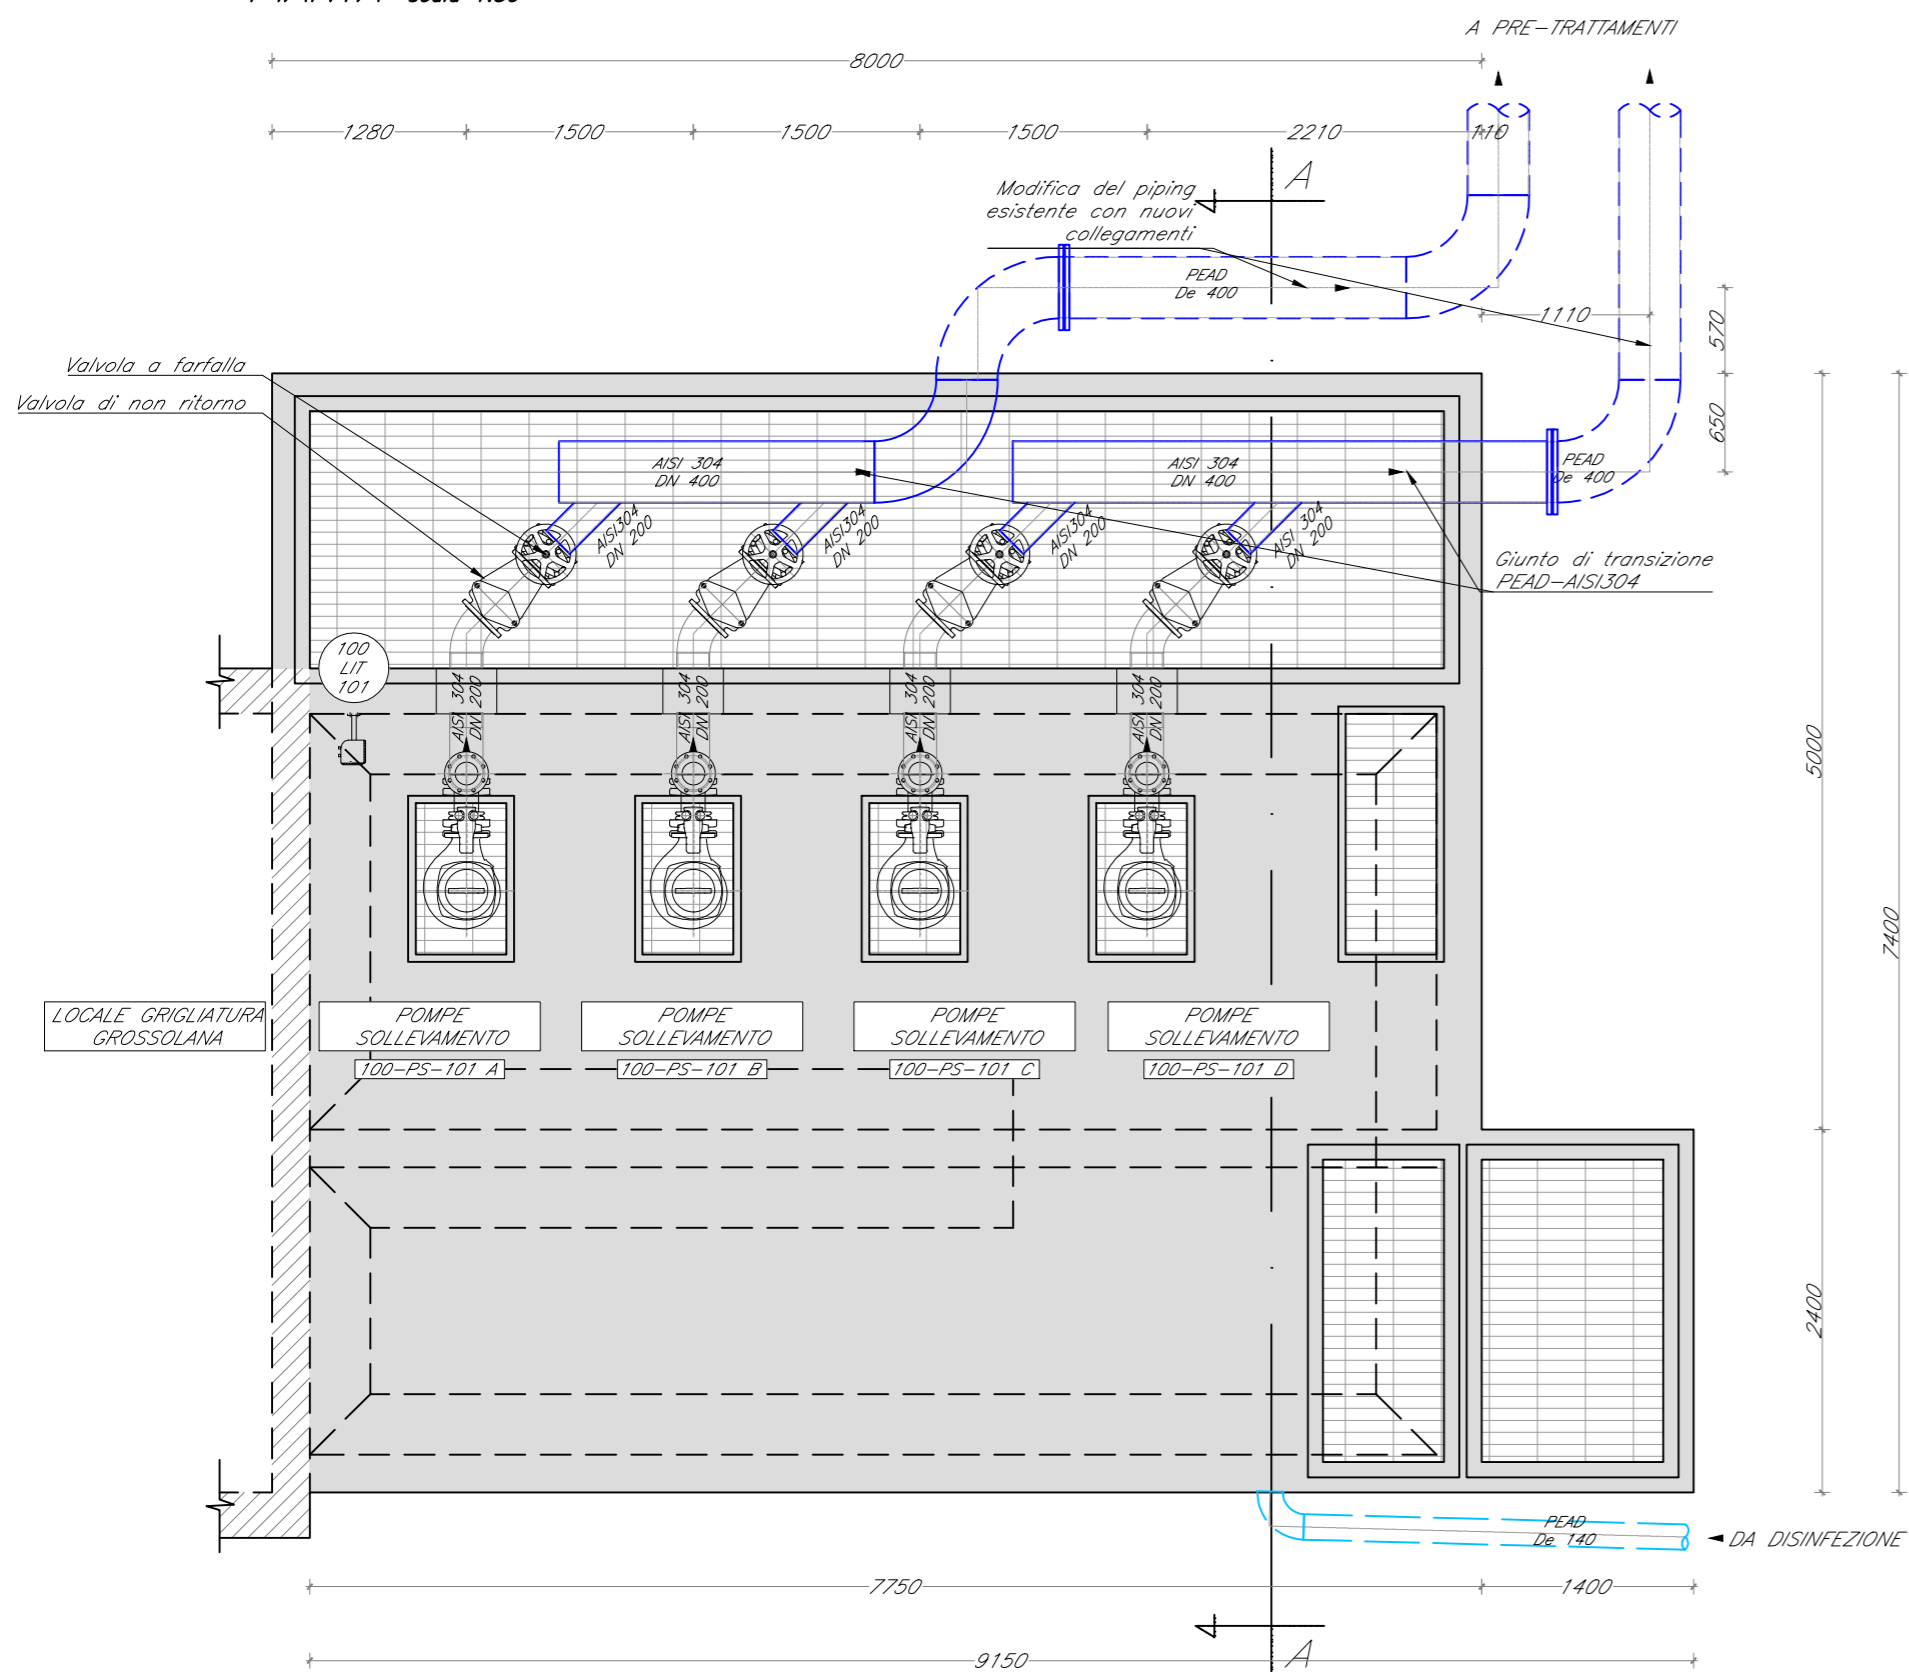 A PRE-TRATTAMENTI
8000
1280
1500
1500
1500
2210
110
A
Modifica del piping
esistente con nuovi
collegamenti
PEAD
De 400
1110
570
650
Valvola a farfalla
Valvola di non ritorno
AISI 304
DN 400
AISI 304
DN 400
PEAD
De 400
AISI304
DN 200
AISI304
DN 200
AISI304
DN 200
AISI 304
DN 200
Giunto di transizione
PEAD-AISI304
100
LIT
101
AISI 304
DN 200
AISI 304
DN 200
AISI 304
DN 200
AISI 304
DN 200
5000
7400
LOCALE GRIGLIATURA
GROSSOLANA
POMPE
SOLLEVAMENTO
100-PS-101 A
POMPE
SOLLEVAMENTO
100-PS-101 B
POMPE
SOLLEVAMENTO
100-PS-101 C
POMPE
SOLLEVAMENTO
100-PS-101 D
2400
PEAD
De 140
DA DISINFEZIONE
7750
1400
A
9150